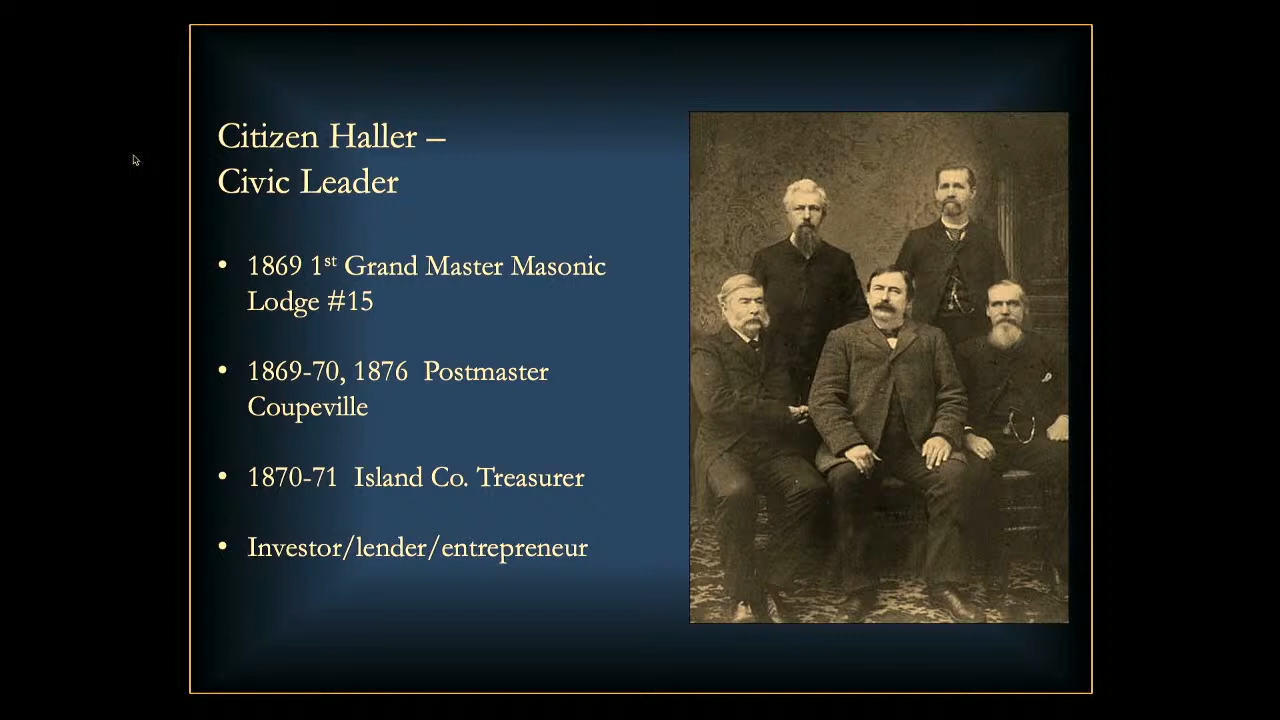 Citizen Haller –
Civic Leader
• 1869 1st Grand Master Masonic
Lodge #15
• 1869-70, 1876  Postmaster
Coupeville
• 1870-71  Island Co. Treasurer
• Investor/lender/entrepreneur